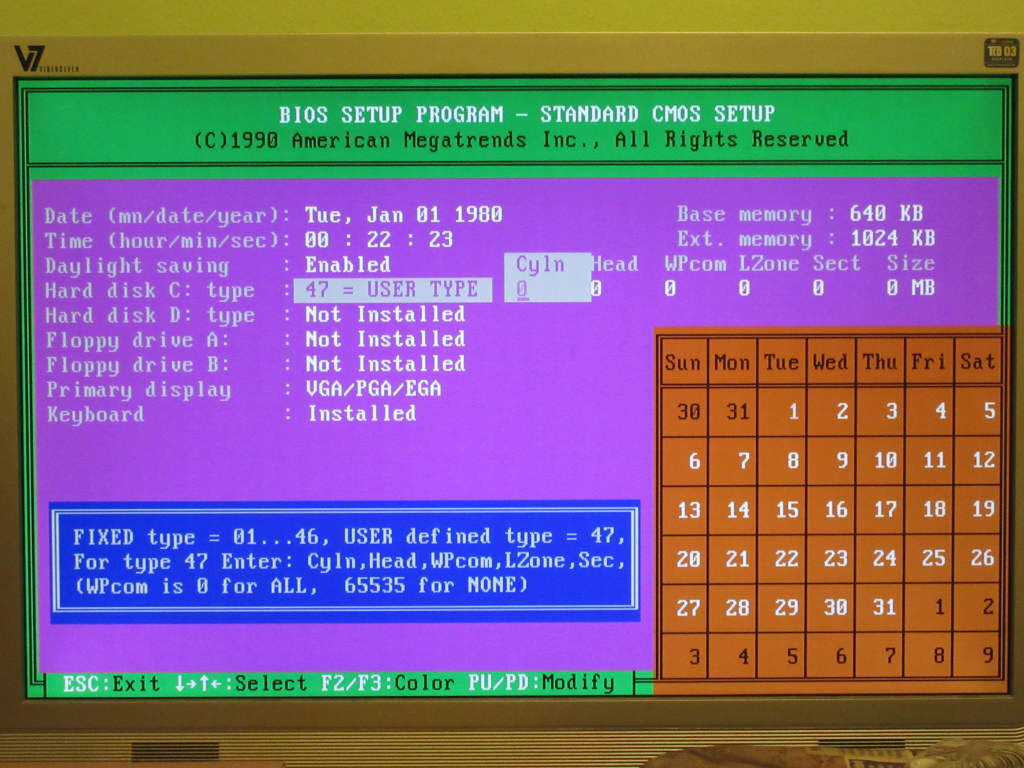 V7 VIDEOSEVEN
TCO 03
BIOS SETUP PROGRAM - STANDARD CMOS SETUP
(C)1990 American Megatrends Inc., All Rights Reserved
Date (mn/date/year): Tue, Jan 01 1980 Base memory : 640 KB
Time (hour/min/sec): 00 : 22 : 23 Ext. memory : 1024 KB
Daylight saving : Enabled Cyln Head WPcom LZone Sect Size
Hard disk C: type : 47 = USER TYPE 0 0 0 0 0 0 MB
Hard disk D: type : Not Installed
Floppy drive A: : Not Installed
Floppy drive B: : Not Installed
Primary display : VGA/PGA/EGA
Keyboard : Installed
Sun Mon Tue Wed Thu Fri Sat
30 31 1 2 3 4 5
6 7 8 9 10 11 12
13 14 15 16 17 18 19
20 21 22 23 24 25 26
27 28 29 30 31 1 2
3 4 5 6 7 8 9
FIXED type = 01...46, USER defined type = 47,
For type 47 Enter: Cyln,Head,WPcom,LZone,Sec,
(WPcom is 0 for ALL, 65535 for NONE)
ESC:Exit ↓→↑←:Select F2/F3:Color PU/PD:Modify